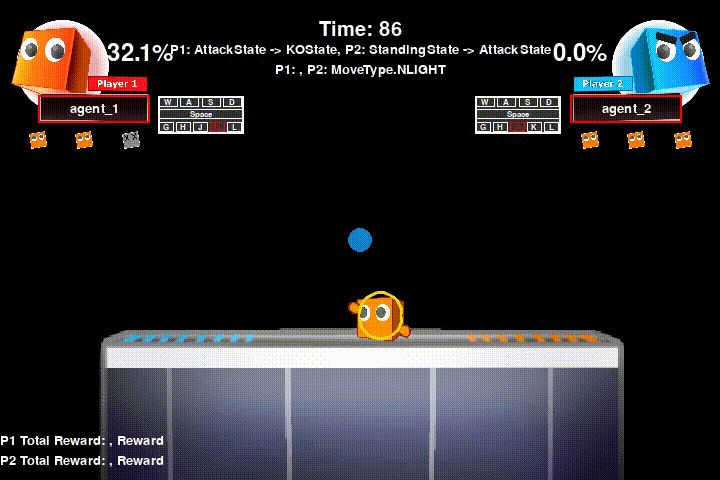 Time: 86
32.1%
P1: AttackState -> KOState, P2: StandingState -> AttackState
0.0%
P1: , P2: MoveType.NLIGHT
Player 1
Player 2
agent_1
agent_2
W A S D
Space
G H J L
W A S D
Space
G H K L
P1 Total Reward: , Reward
P2 Total Reward: , Reward